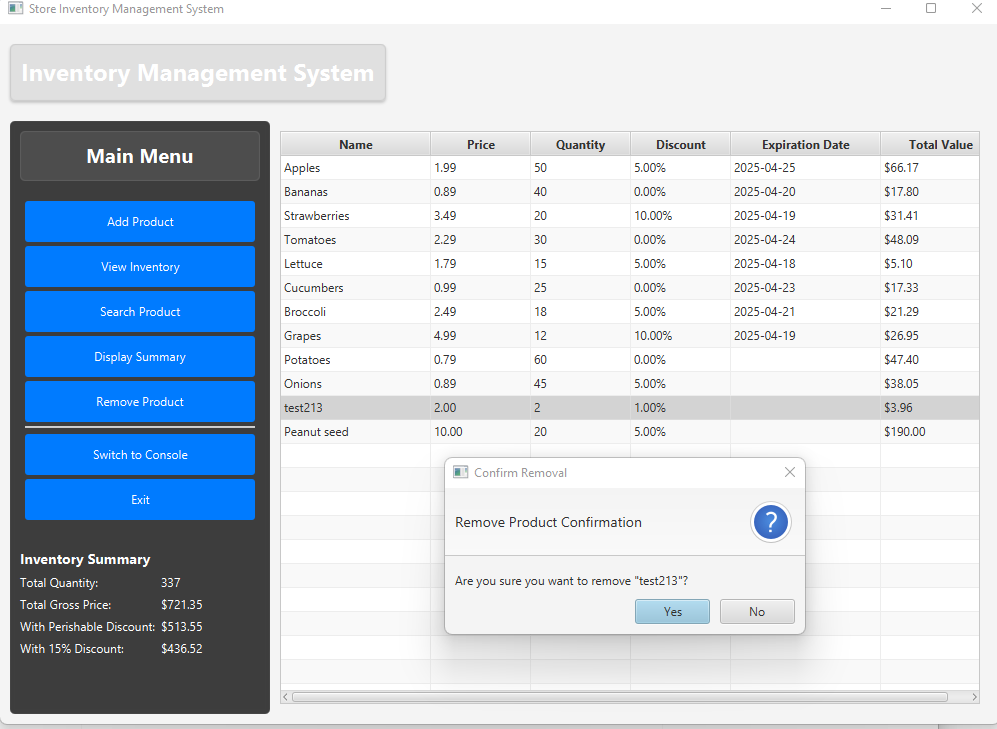 Store Inventory Management System
Inventory Management System
Main Menu
Add Product
View Inventory
Search Product
Display Summary
Remove Product
Switch to Console
Exit
Inventory Summary
Total Quantity: 337
Total Gross Price: $721.35
With Perishable Discount: $513.55
With 15% Discount: $436.52
Name Price Quantity Discount Expiration Date Total Value
Apples 1.99 50 5.00% 2025-04-25 $66.17
Bananas 0.89 40 0.00% 2025-04-20 $17.80
Strawberries 3.49 20 10.00% 2025-04-19 $31.41
Tomatoes 2.29 30 0.00% 2025-04-24 $48.09
Lettuce 1.79 15 5.00% 2025-04-18 $5.10
Cucumbers 0.99 25 0.00% 2025-04-23 $17.33
Broccoli 2.49 18 5.00% 2025-04-21 $21.29
Grapes 4.99 12 10.00% 2025-04-19 $26.95
Potatoes 0.79 60 0.00% $47.40
Onions 0.89 45 5.00% $38.05
test213 2.00 2 1.00% $3.96
Peanut seed 10.00 20 5.00% $190.00
Confirm Removal
Remove Product Confirmation
?
Are you sure you want to remove "test213"?
Yes No